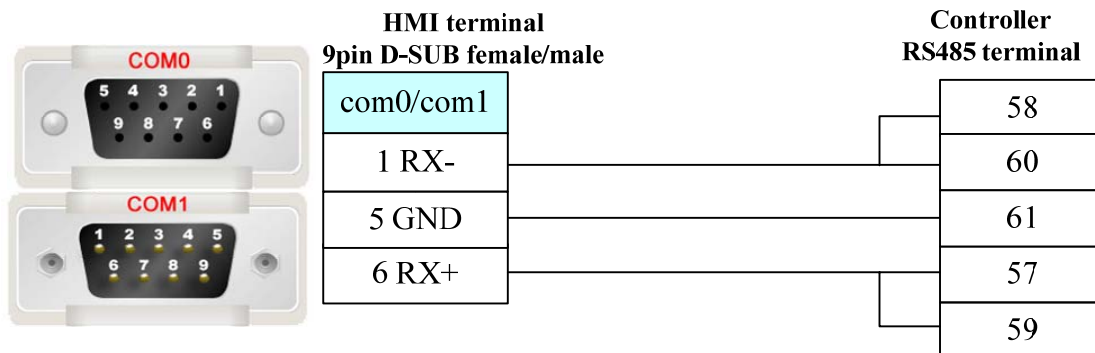 HMI terminal
9pin D-SUB female/male
Controller
RS485 terminal
COM0
5 4 3 2 1
9 8 7 6
COM1
1 2 3 4 5
6 7 8 9
com0/com1
1 RX-
5 GND
6 RX+
58
60
61
57
59